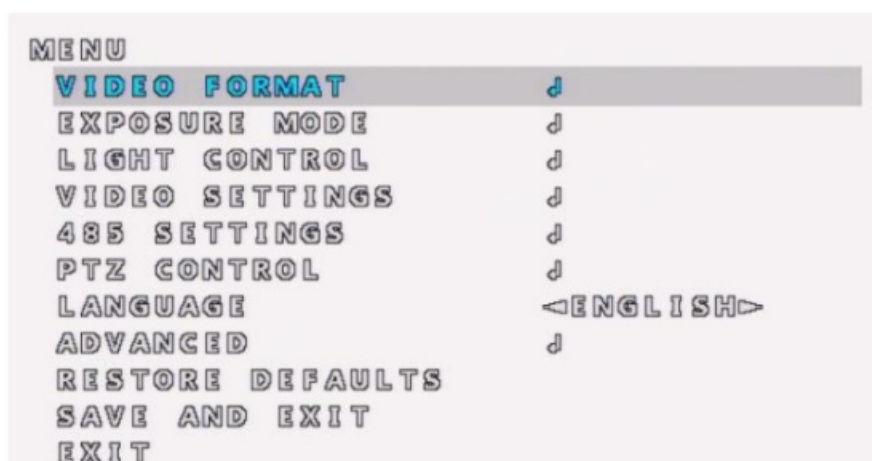 MENU
VIDEO FORMAT ↲
EXPOSURE MODE ↲
LIGHT CONTROL ↲
VIDEO SETTINGS ↲
485 SETTINGS ↲
PTZ CONTROL ↲
LANGUAGE ◁ENGLISH▷
ADVANCED ↲
RESTORE DEFAULTS
SAVE AND EXIT
EXIT